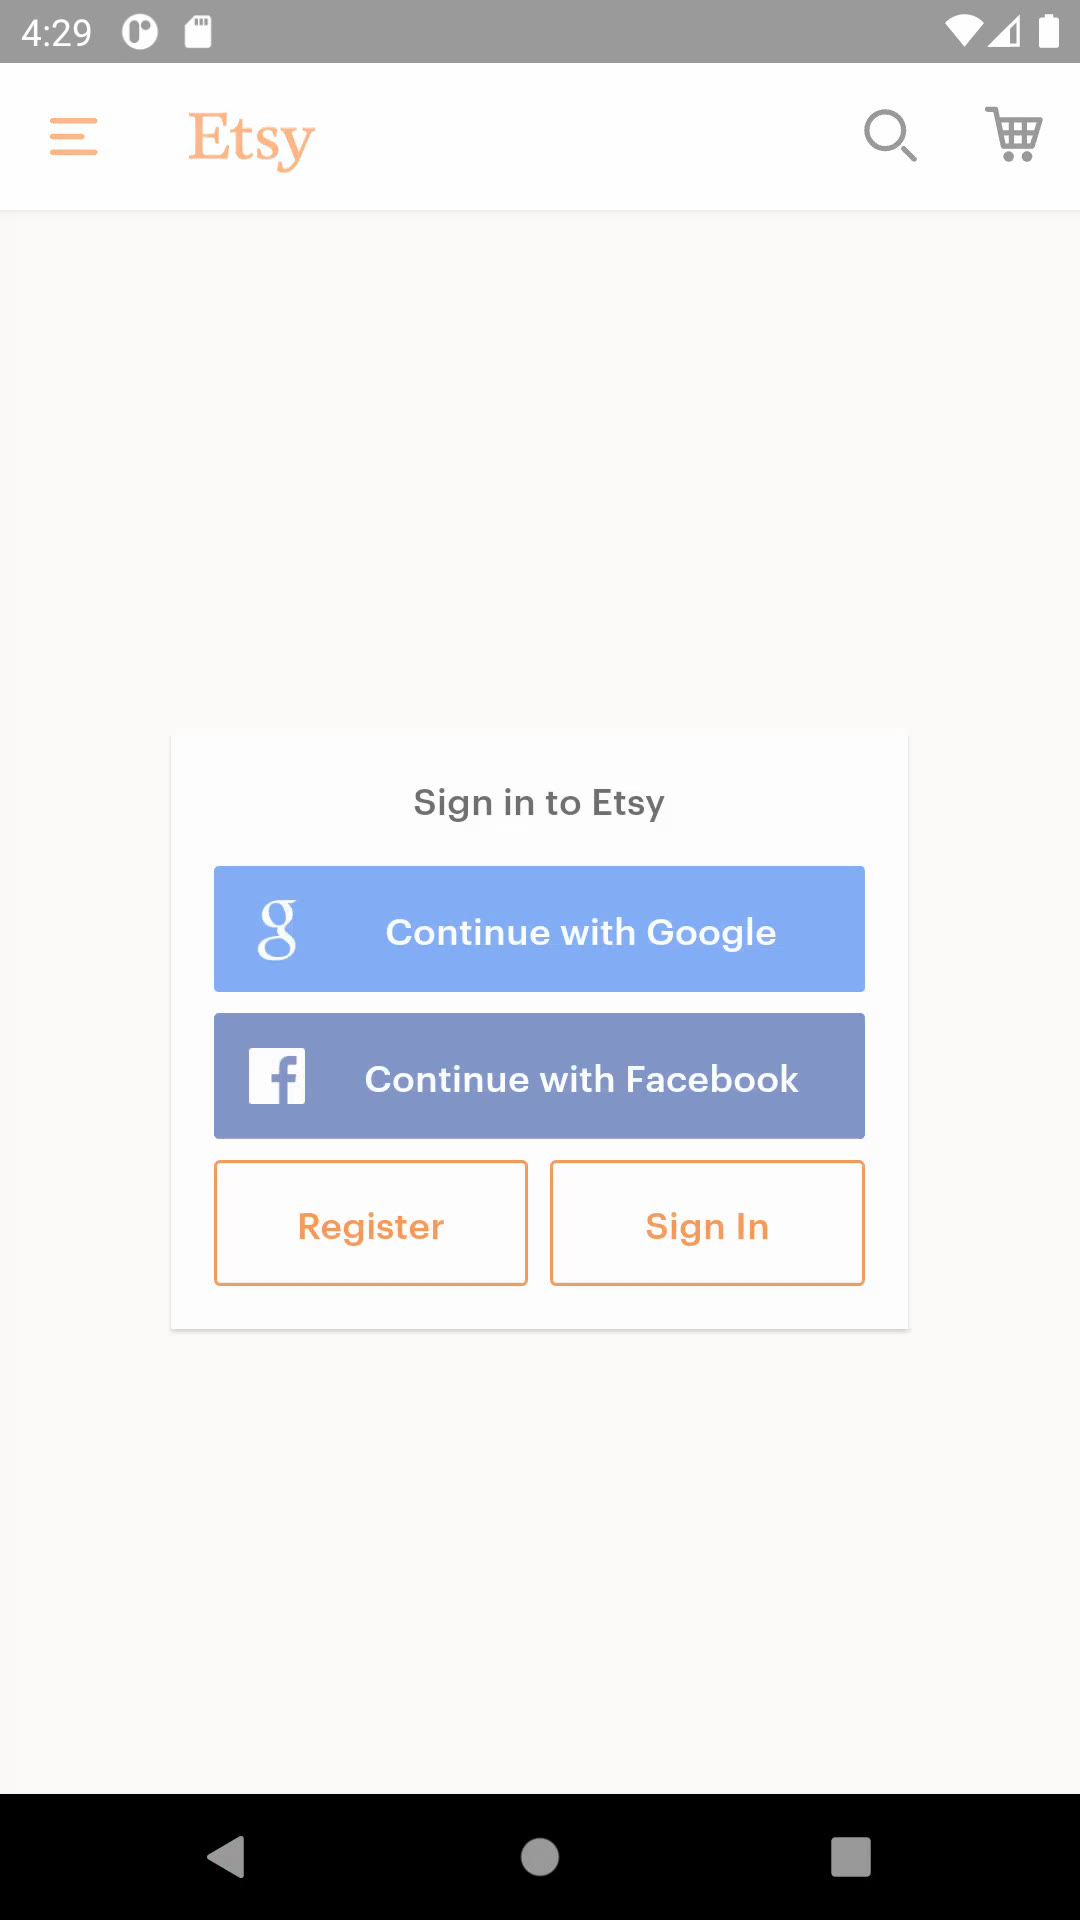 4:29
Etsy
Sign in to Etsy
g Continue with Google
f Continue with Facebook
Register Sign In